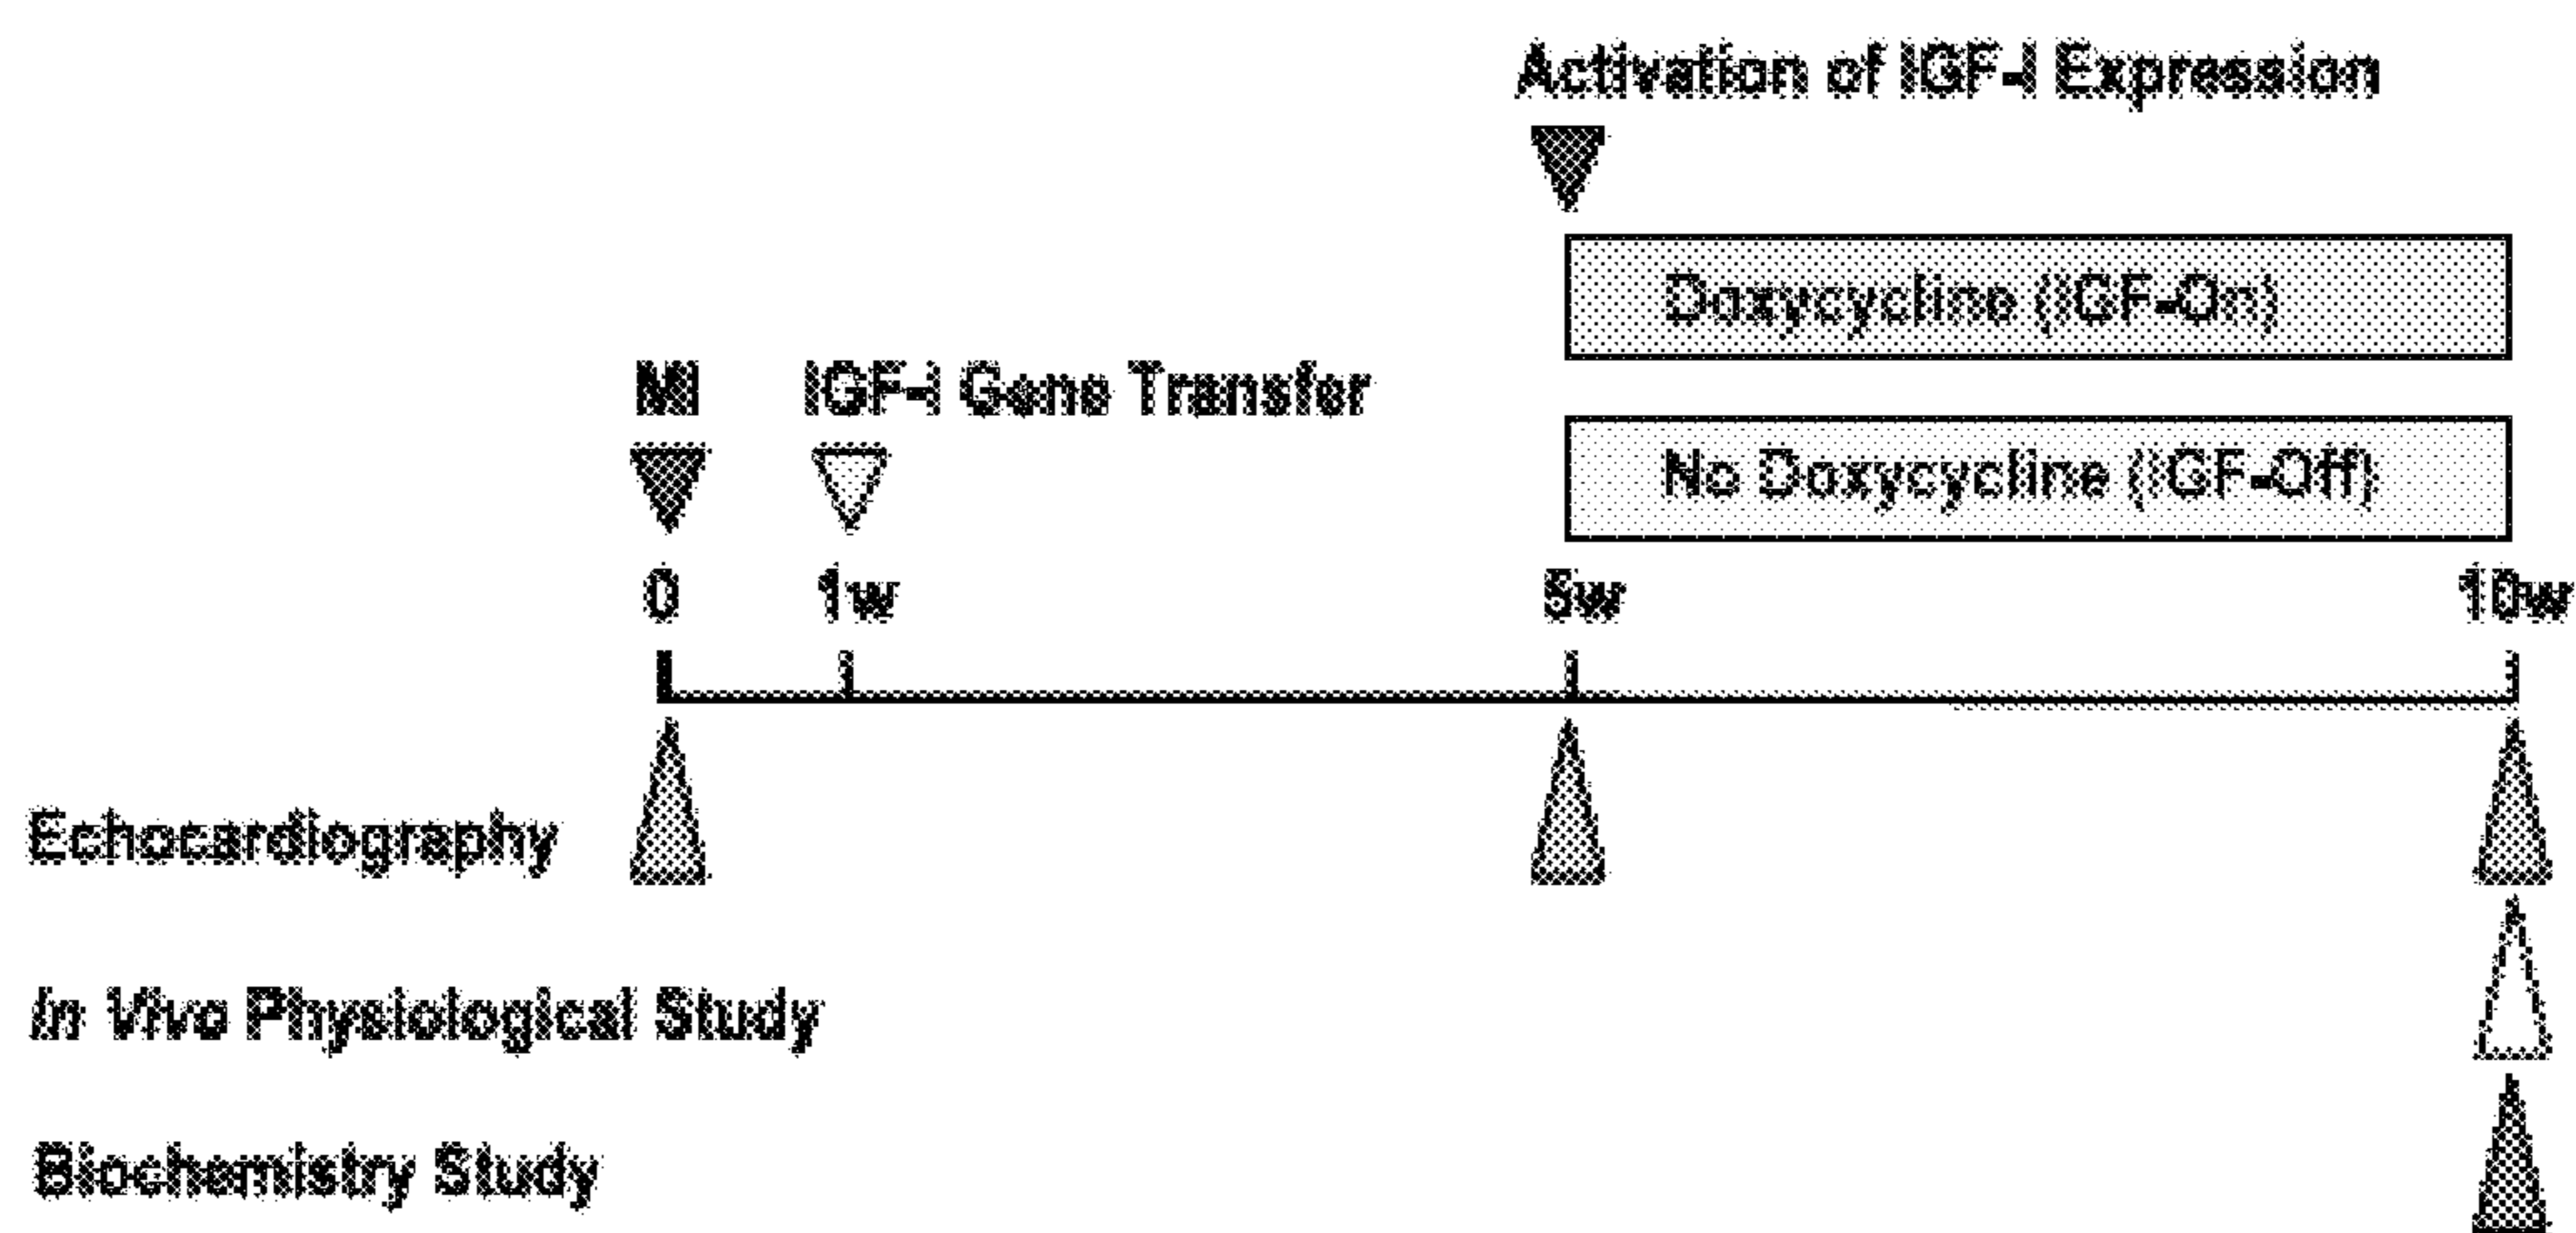 Activation of IGF-I Expression
Doxycycline (IGF-On)
MI IGF-I Gene Transfer
No Doxycycline (IGF-Off)
0 1w 5w 10w
Echocardiography
In Vivo Physiological Study
Biochemistry Study